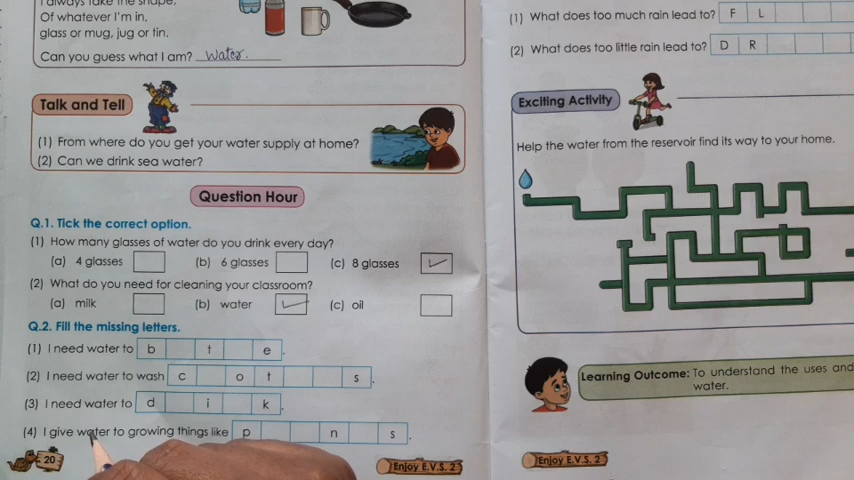 I always take the shape,
Of whatever I'm in,
glass or mug, jug or tin.
Can you guess what I am? Water.
Talk and Tell
(1) From where do you get your water supply at home?
(2) Can we drink sea water?
Question Hour
Q.1. Tick the correct option.
(1) How many glasses of water do you drink every day?
(a) 4 glasses (b) 6 glasses (c) 8 glasses
(2) What do you need for cleaning your classroom?
(a) milk (b) water (c) oil
Q.2. Fill the missing letters.
(1) I need water to b t e .
(2) I need water to wash c o t s .
(3) I need water to d i k .
(4) I give water to growing things like p n s .
20
Enjoy E.V.S. 2
(1) What does too much rain lead to? F L
(2) What does too little rain lead to? D R
Exciting Activity
Help the water from the reservoir find its way to your home.
Learning Outcome: To understand the uses and
water.
Enjoy E.V.S. 2